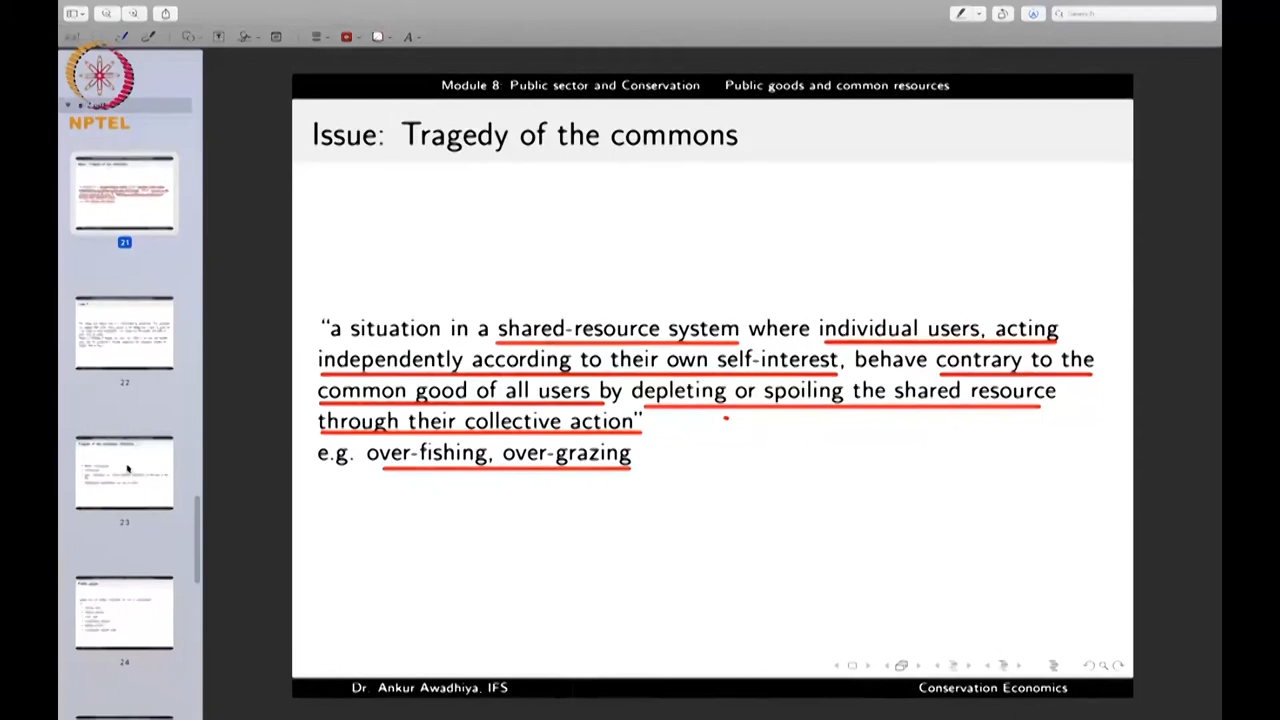 NPTEL
Module 8: Public sector and Conservation Public goods and common resources
Issue: Tragedy of the commons
“a situation in a shared-resource system where individual users, acting
independently according to their own self-interest, behave contrary to the
common good of all users by depleting or spoiling the shared resource
through their collective action”
e.g. over-fishing, over-grazing
Dr. Ankur Awadhiya, IFS Conservation Economics
21
22
23
24